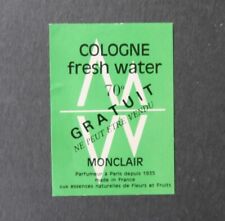 COLOGNE
fresh water
70°
GRATUIT
NE PEUT ETRE VENDU
MONCLAIR
Parfumeur à Paris depuis 1935
made in France
aux essences naturelles de Fleurs et Fruits